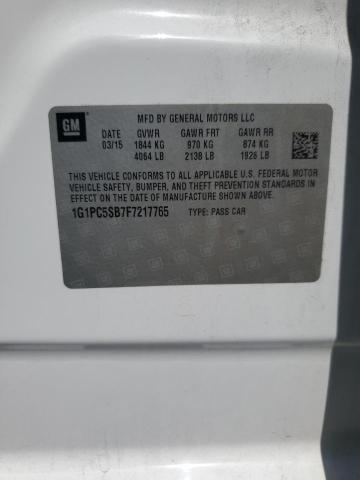 GM
MFD BY GENERAL MOTORS LLC
DATE GVWR GAWR FRT GAWR RR
03/15 1844 KG 970 KG 874 KG
4064 LB 2138 LB 1926 LB
THIS VEHICLE CONFORMS TO ALL APPLICABLE U.S. FEDERAL MOTOR
VEHICLE SAFETY, BUMPER, AND THEFT PREVENTION STANDARDS
IN EFFECT ON THE DATE OF MANUFACTURE SHOWN ABOVE.
1G1PC5SB7F7217765 TYPE: PASS CAR